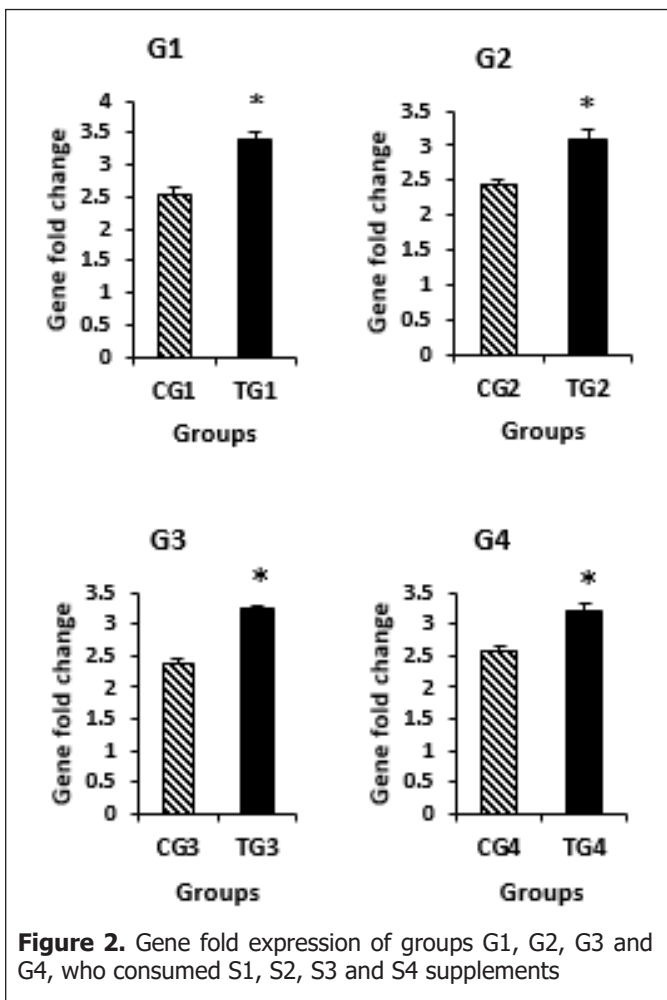 G1
*
Gene fold change
4
3.5
3
2.5
2
1.5
1
0.5
0
CG1 TG1
Groups
G2
*
Gene fold change
3.5
3
2.5
2
1.5
1
0.5
0
CG2 TG2
Groups
G3
*
Gene fold change
3.5
3
2.5
2
1.5
1
0.5
0
CG3 TG3
Groups
G4
*
Gene fold change
3.5
3
2.5
2
1.5
1
0.5
0
CG4 TG4
Groups
Figure 2. Gene fold expression of groups G1, G2, G3 and
G4, who consumed S1, S2, S3 and S4 supplements